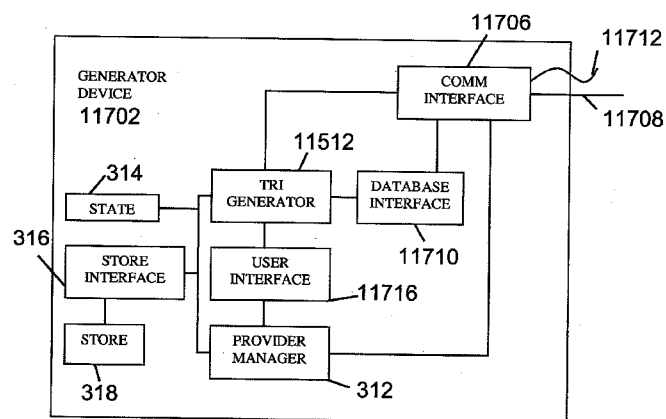 11706
11712
GENERATOR
DEVICE
11702
COMM
INTERFACE
11708
11512
314
TRI
GENERATOR
DATABASE
INTERFACE
STATE
11710
316
STORE
INTERFACE
USER
INTERFACE
11716
STORE
PROVIDER
MANAGER
318
312